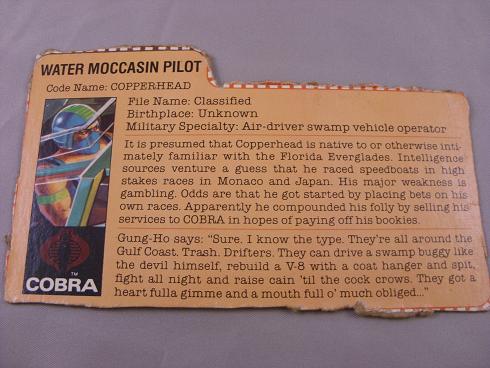 WATER MOCCASIN PILOT
Code Name: COPPERHEAD
File Name: Classified
Birthplace: Unknown
Military Specialty: Air-driver swamp vehicle operator
It is presumed that Copperhead is native to or otherwise inti-
mately familiar with the Florida Everglades. Intelligence
sources venture a guess that he raced speedboats in high
stakes races in Monaco and Japan. His major weakness is
gambling. Odds are that he got started by placing bets on his
own races. Apparently he compounded his folly by selling his
services to COBRA in hopes of paying off his bookies.
Gung-Ho says: "Sure. I know the type. They're all around the
Gulf Coast. Trash. Drifters. They can drive a swamp buggy like
the devil himself, rebuild a V-8 with a coat hanger and spit,
fight all night and raise cain 'til the cock crows. They got a
heart fulla gimme and a mouth full o' much obliged..."
TM
COBRA